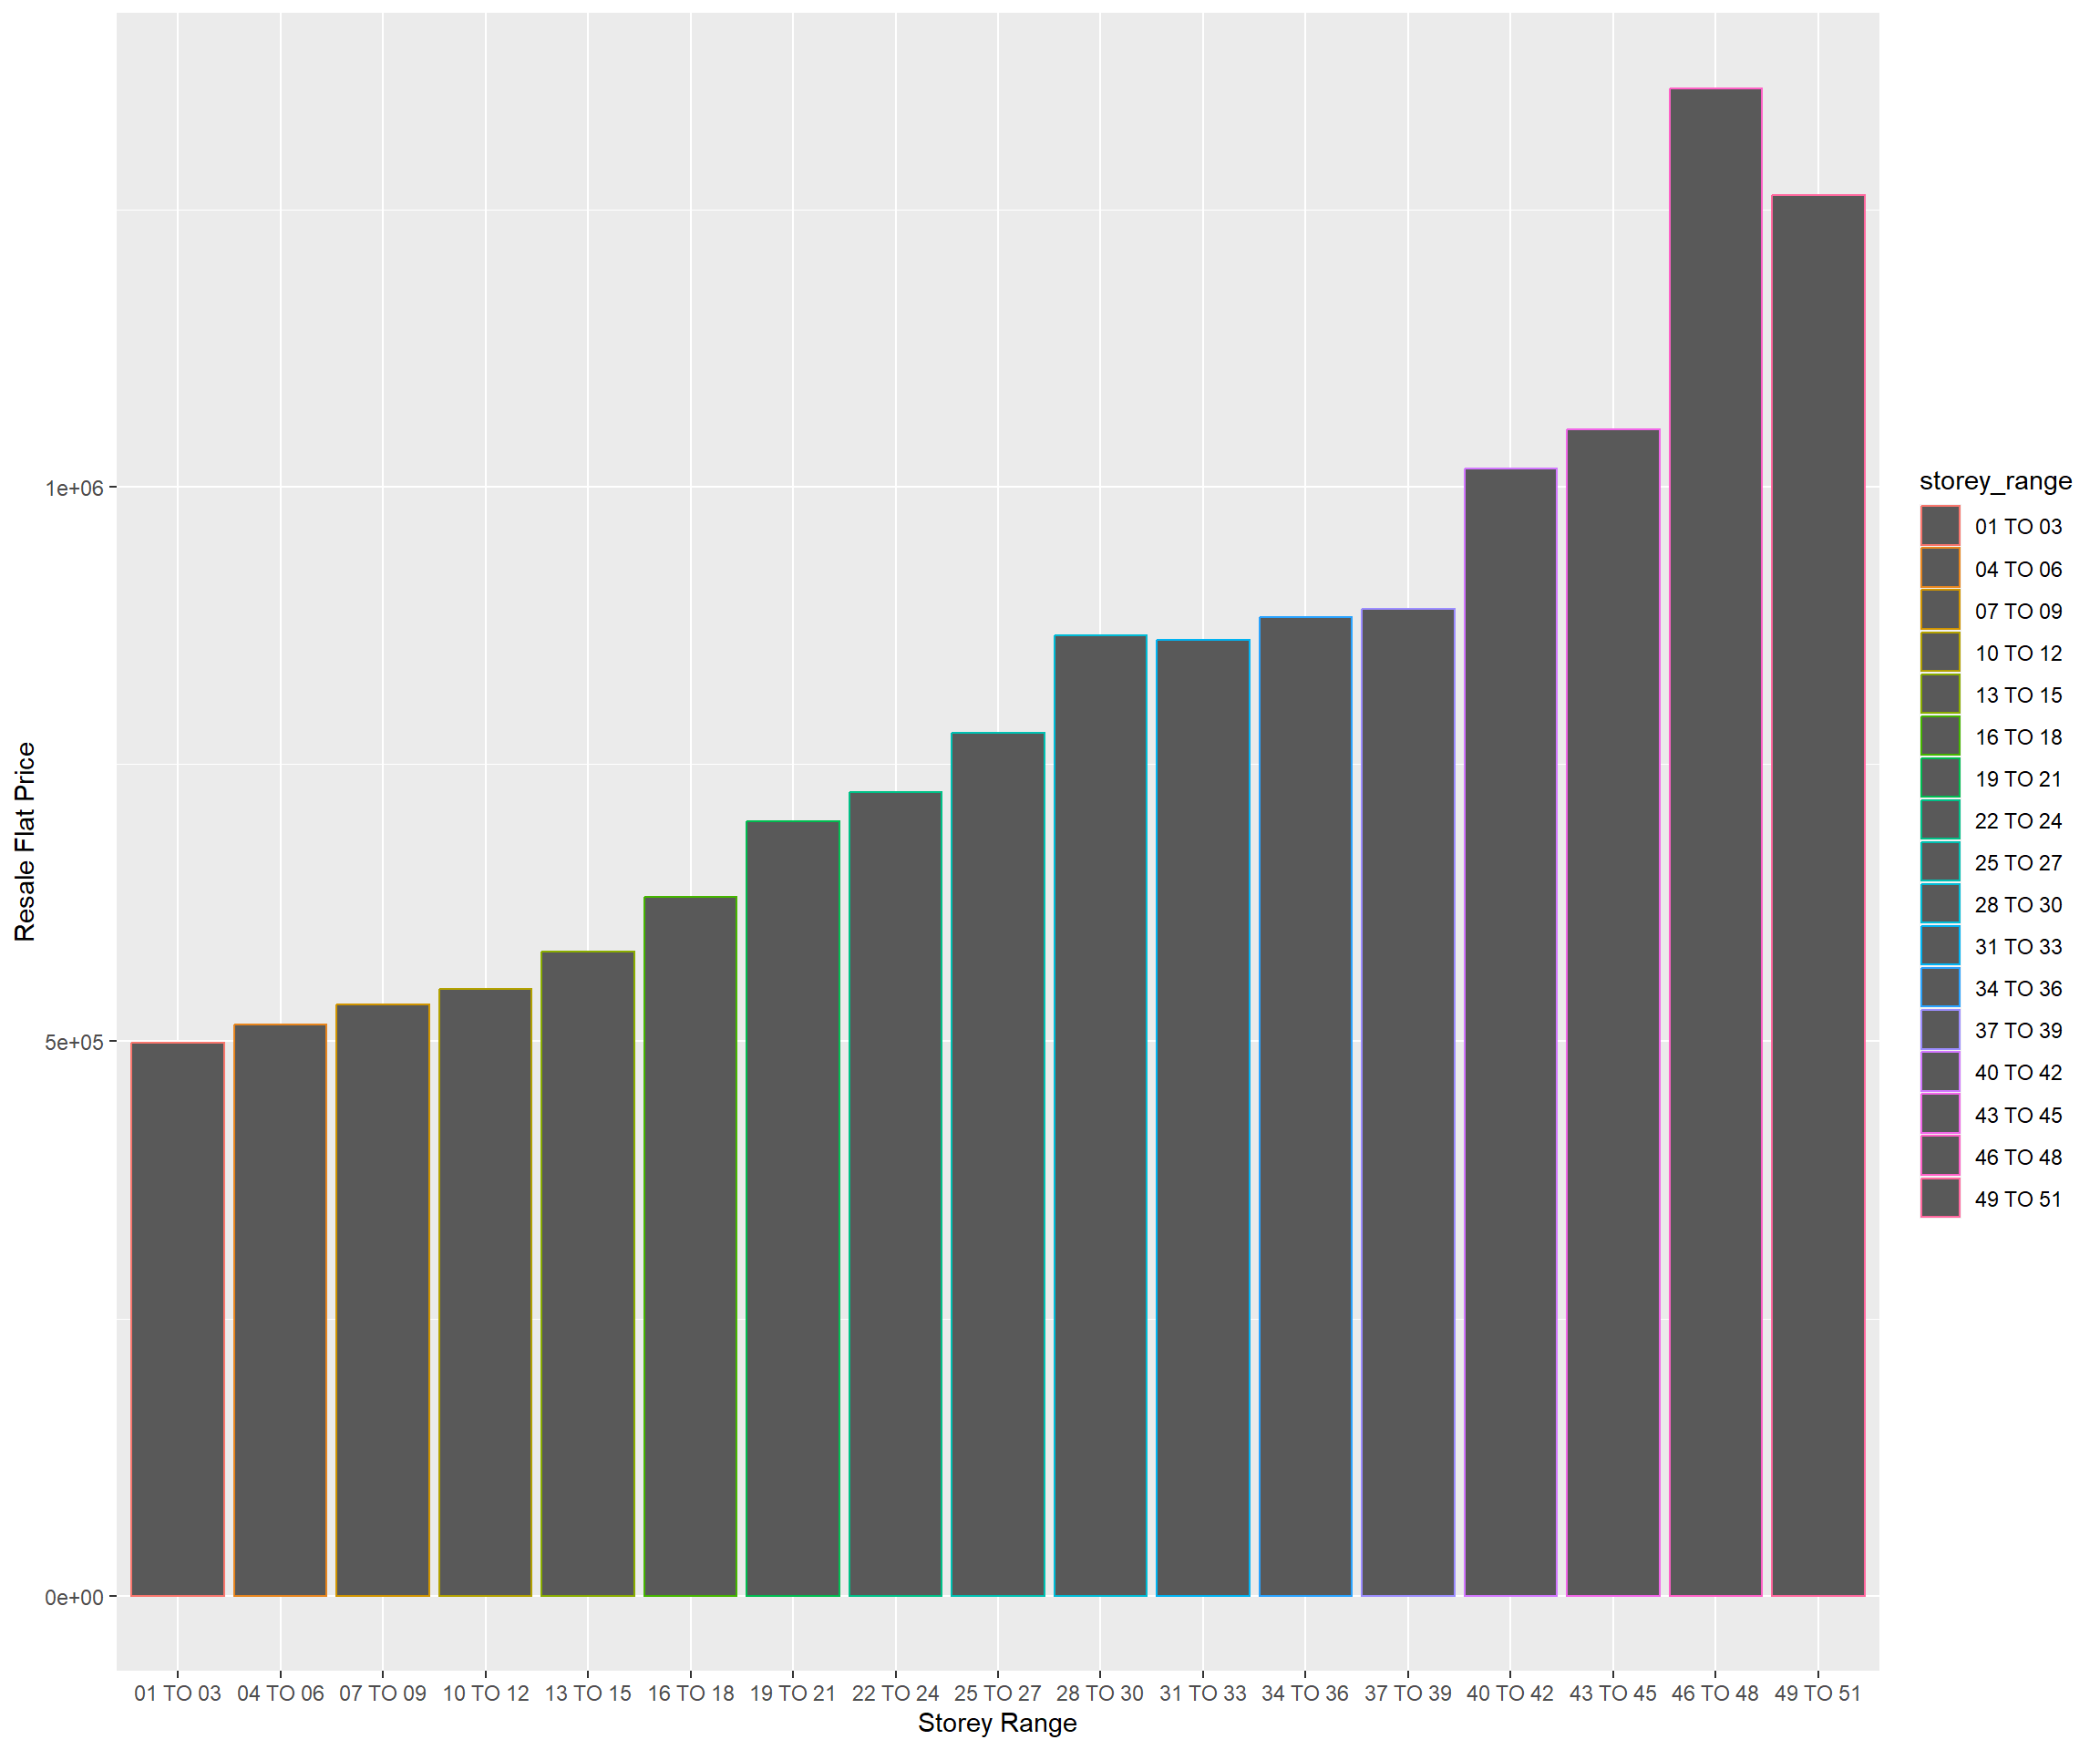 Resale Flat Price
1e+06
5e+05
0e+00
01 TO 03 04 TO 06 07 TO 09 10 TO 12 13 TO 15 16 TO 18 19 TO 21 22 TO 24 25 TO 27 28 TO 30 31 TO 33 34 TO 36 37 TO 39 40 TO 42 43 TO 45 46 TO 48 49 TO 51
Storey Range
storey_range
01 TO 03
04 TO 06
07 TO 09
10 TO 12
13 TO 15
16 TO 18
19 TO 21
22 TO 24
25 TO 27
28 TO 30
31 TO 33
34 TO 36
37 TO 39
40 TO 42
43 TO 45
46 TO 48
49 TO 51